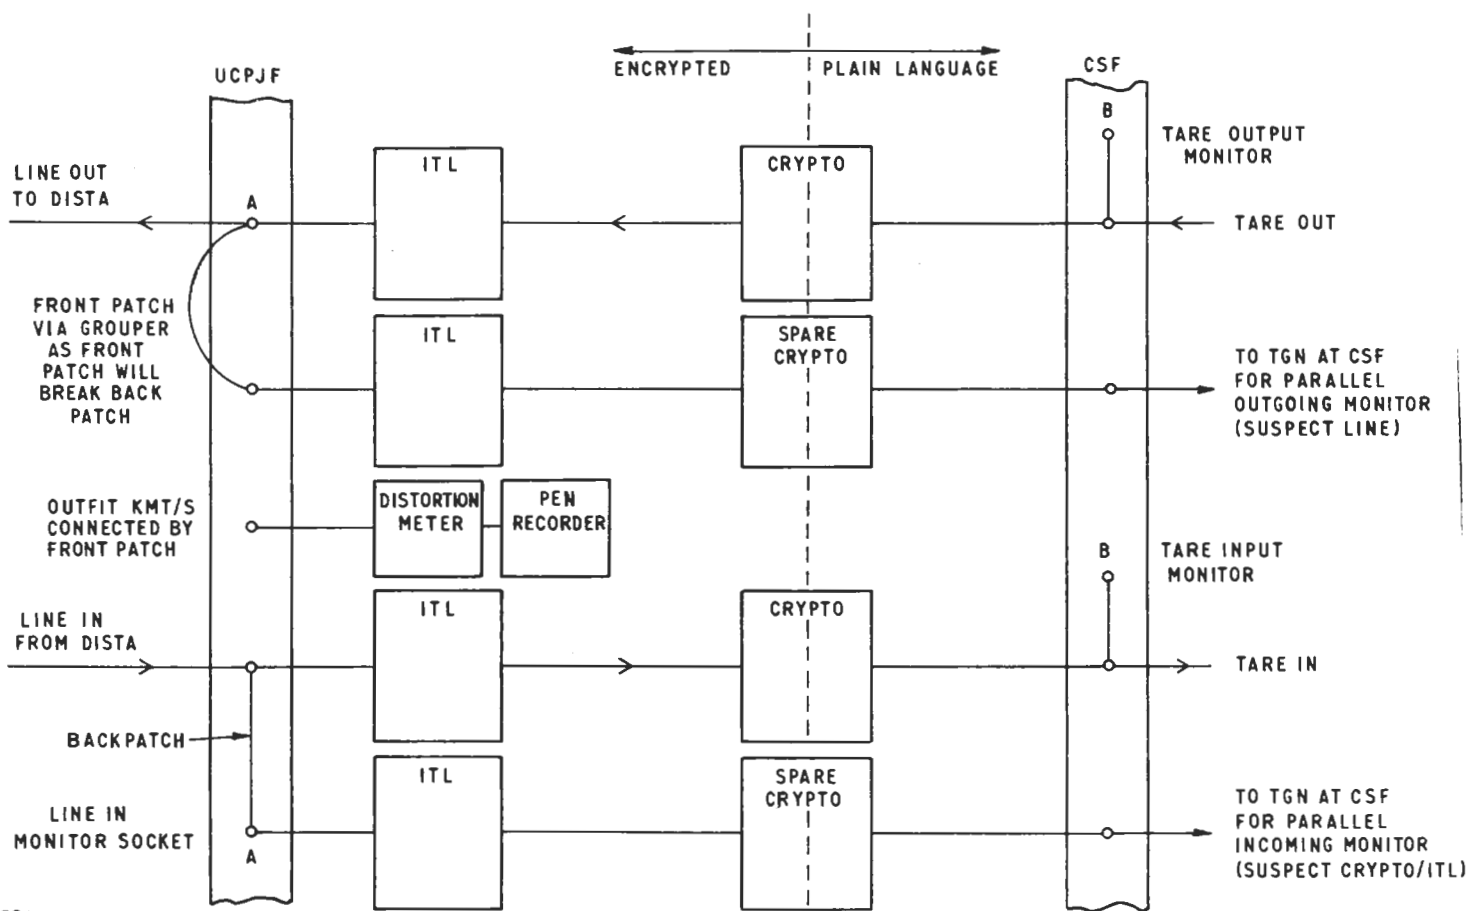 ENCRYPTED
PLAIN LANGUAGE
UCPJF
CSF
LINE OUT
TO DISTA
A
ITL
CRYPTO
B
TARE OUTPUT
MONITOR
TARE OUT
FRONT PATCH
VIA GROUPER
AS FRONT
PATCH WILL
BREAK BACK
PATCH
ITL
SPARE
CRYPTO
TO TGN AT CSF
FOR PARALLEL
OUTGOING MONITOR
(SUSPECT LINE)
OUTFIT KMT/S
CONNECTED BY
FRONT PATCH
DISTORTION
METER
PEN
RECORDER
B
TARE INPUT
MONITOR
LINE IN
FROM DISTA
ITL
CRYPTO
TARE IN
BACKPATCH
LINE IN
MONITOR SOCKET
A
ITL
SPARE
CRYPTO
TO TGN AT CSF
FOR PARALLEL
INCOMING MONITOR
(SUSPECT CRYPTO/ITL)